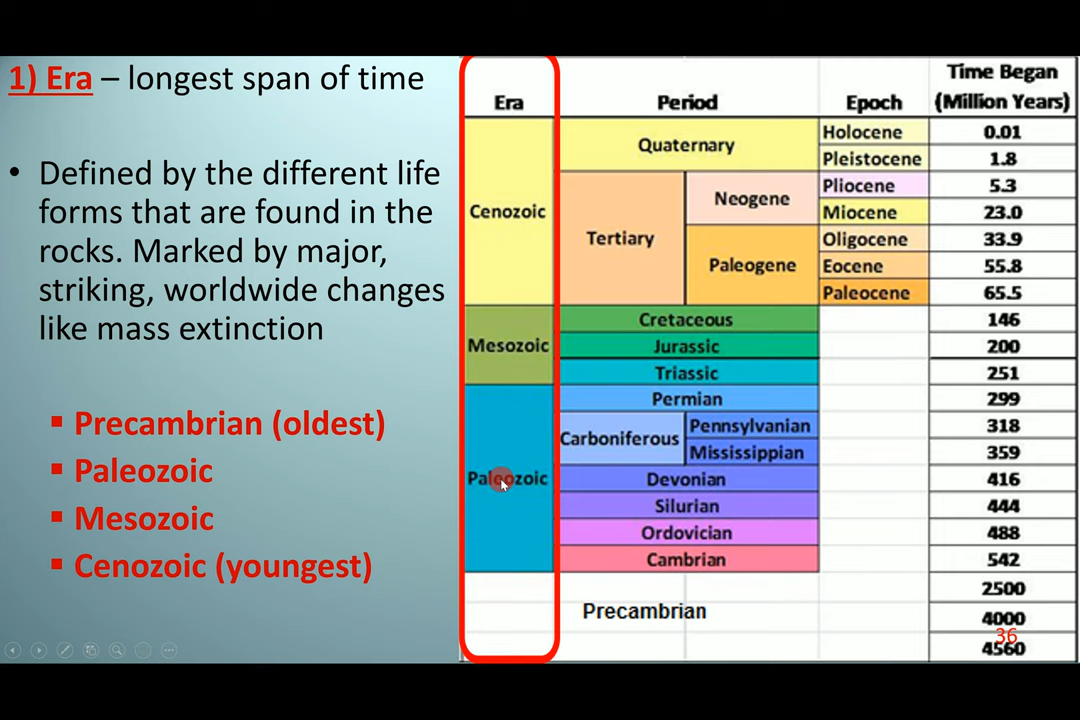 1) Era – longest span of time
• Defined by the different life
forms that are found in the
rocks. Marked by major,
striking, worldwide changes
like mass extinction
▪ Precambrian (oldest)
▪ Paleozoic
▪ Mesozoic
▪ Cenozoic (youngest)
Era Period Epoch Time Began
(Million Years)
Quaternary Holocene 0.01
Pleistocene 1.8
Cenozoic Tertiary Neogene Pliocene 5.3
Miocene 23.0
Paleogene Oligocene 33.9
Eocene 55.8
Paleocene 65.5
Mesozoic Cretaceous 146
Jurassic 200
Triassic 251
Paleozoic Permian 299
Carboniferous Pennsylvanian 318
Mississippian 359
Devonian 416
Silurian 444
Ordovician 488
Cambrian 542
Precambrian 2500
4000
4560
36